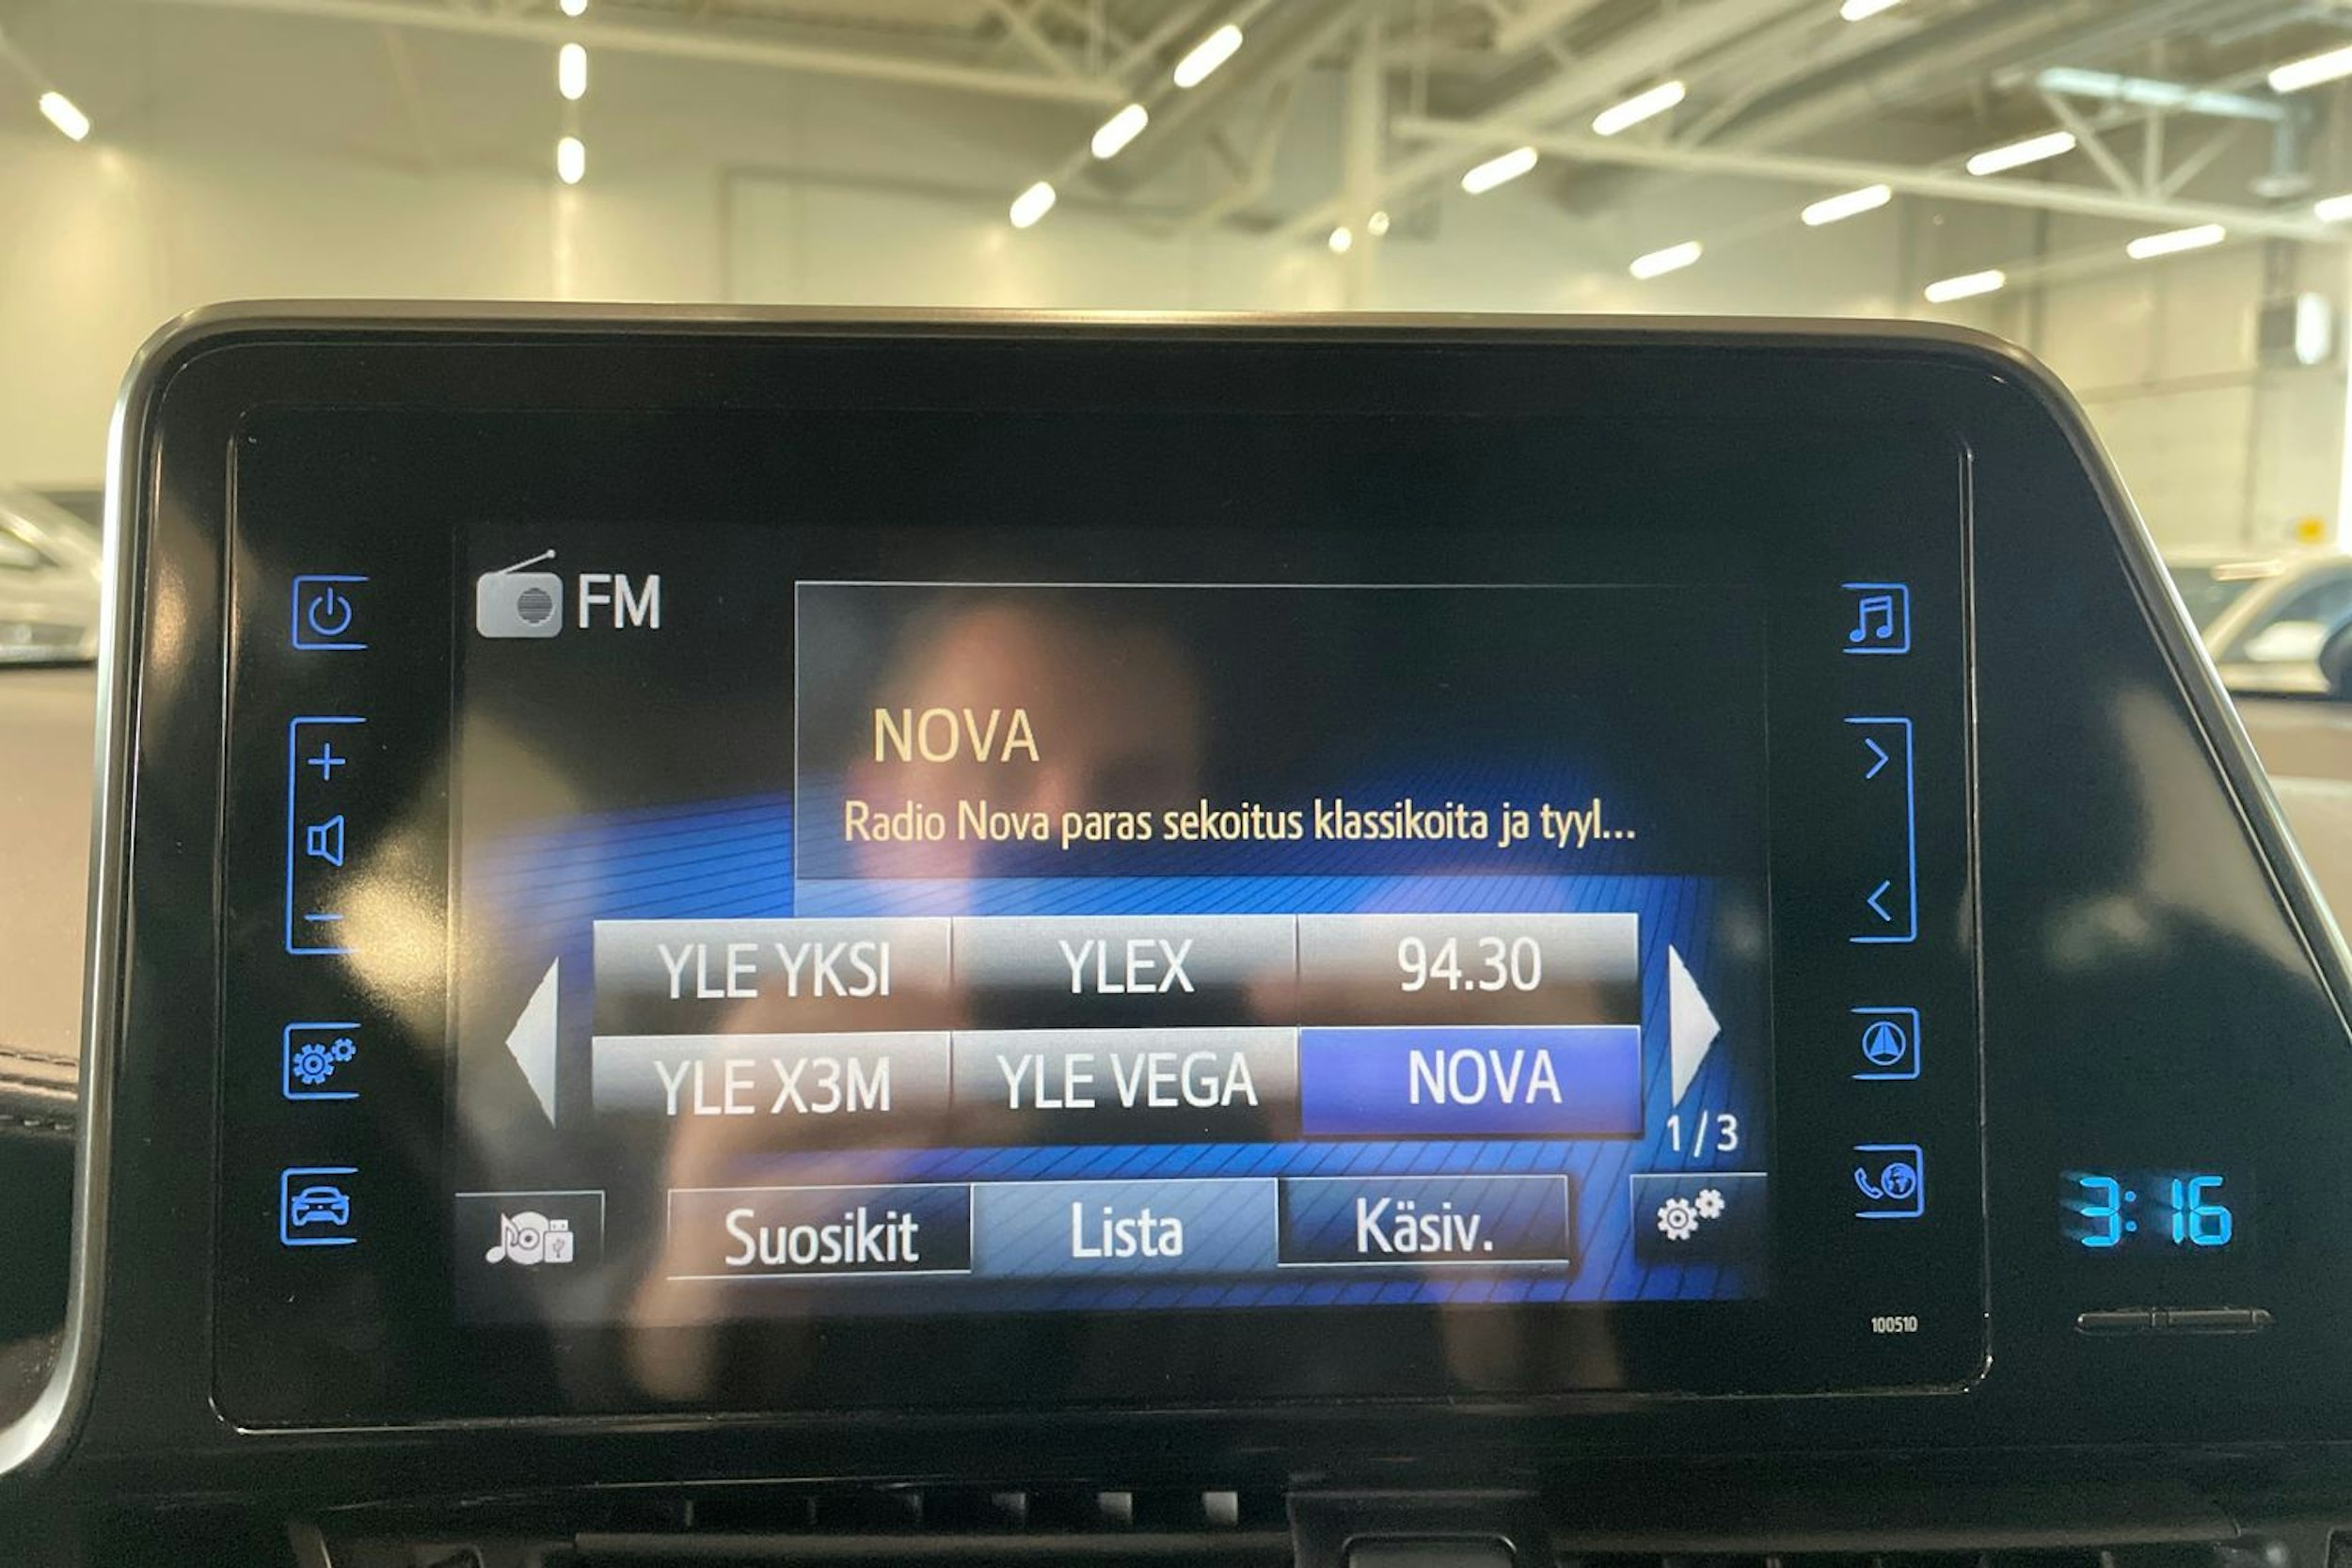 FM
NOVA
Radio Nova paras sekoitus klassikoita ja tyyl...
YLE YKSI YLEX 94.30
YLE X3M YLE VEGA NOVA
1/3
Suosikit Lista Käsiv.
3:16
100510